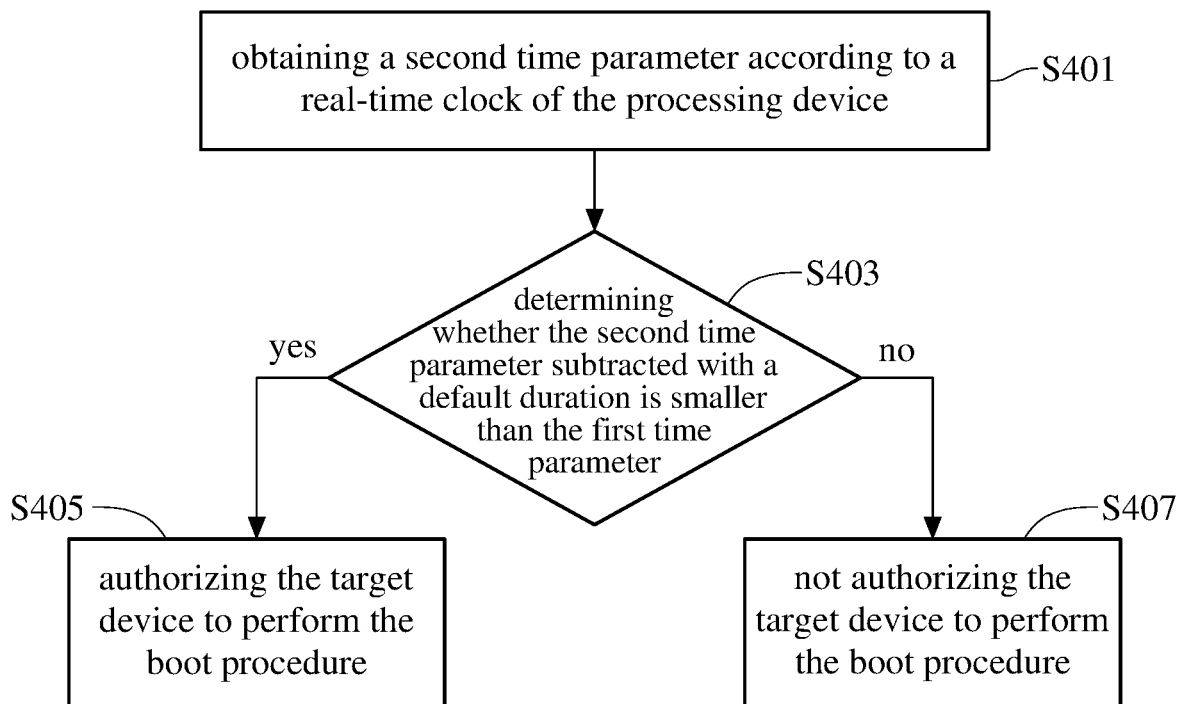 obtaining a second time parameter according to a
real-time clock of the processing device
S401
determining
whether the second time
parameter subtracted with a
default duration is smaller
than the first time
parameter
S403
yes
no
S405
authorizing the target
device to perform the
boot procedure
S407
not authorizing the
target device to perform
the boot procedure